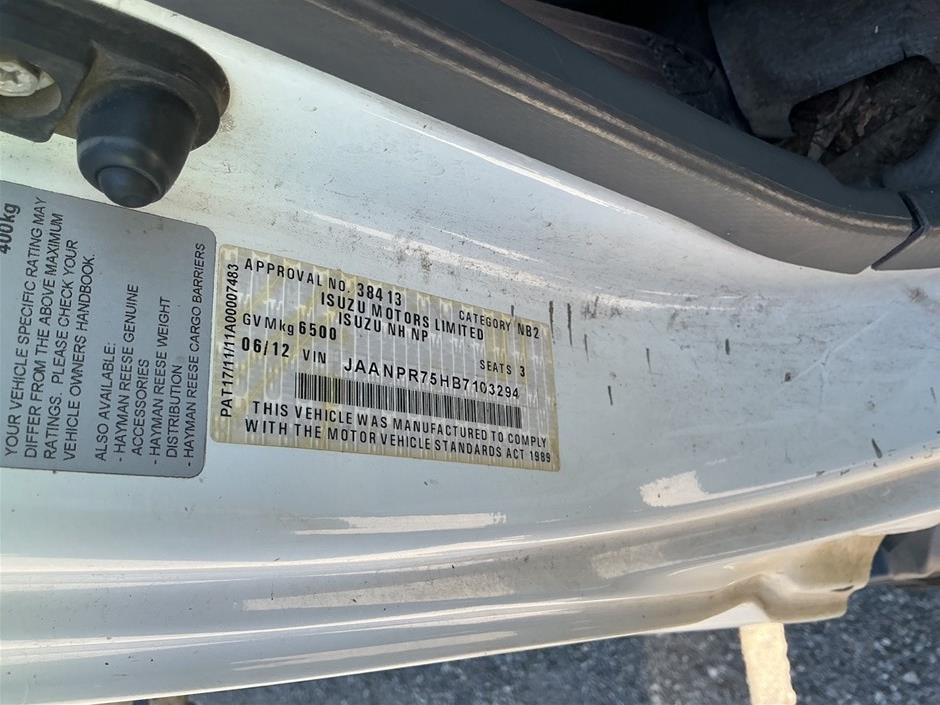 400kg
YOUR VEHICLE SPECIFIC RATING MAY
DIFFER FROM THE ABOVE MAXIMUM
RATINGS. PLEASE CHECK YOUR
VEHICLE OWNERS HANDBOOK.
ALSO AVAILABLE:
- HAYMAN REESE GENUINE
ACCESSORIES
- HAYMAN REESE WEIGHT
DISTRIBUTION
- HAYMAN REESE CARGO BARRIERS
PAT17/11/11A00007483
APPROVAL NO. 38413 CATEGORY NB2
ISUZU MOTORS LIMITED
GVMkg6500 ISUZU NH NP
06/12 VIN SEATS 3
JAANPR75HB7103294
THIS VEHICLE WAS MANUFACTURED TO COMPLY
WITH THE MOTOR VEHICLE STANDARDS ACT 1989